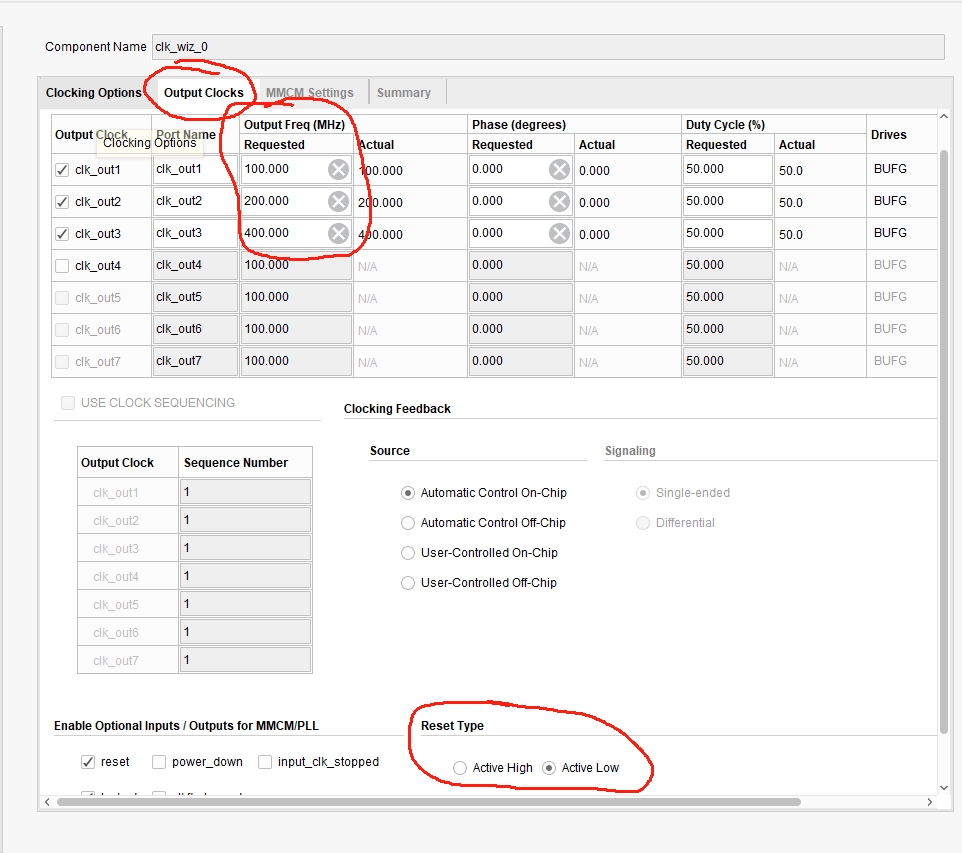 Component Name clk_wiz_0
Clocking Options Output Clocks MMCM Settings Summary
Output Clock Port Name Output Freq (MHz) Phase (degrees) Duty Cycle (%) Drives
Requested Actual Requested Actual Requested Actual
Clocking Options
clk_out1 clk_out1 100.000 100.000 0.000 0.000 50.000 50.0 BUFG
clk_out2 clk_out2 200.000 200.000 0.000 0.000 50.000 50.0 BUFG
clk_out3 clk_out3 400.000 400.000 0.000 0.000 50.000 50.0 BUFG
clk_out4 clk_out4 100.000 N/A 0.000 N/A 50.000 N/A BUFG
clk_out5 clk_out5 100.000 N/A 0.000 N/A 50.000 N/A BUFG
clk_out6 clk_out6 100.000 N/A 0.000 N/A 50.000 N/A BUFG
clk_out7 clk_out7 100.000 N/A 0.000 N/A 50.000 N/A BUFG
USE CLOCK SEQUENCING
Output Clock Sequence Number
clk_out1 1
clk_out2 1
clk_out3 1
clk_out4 1
clk_out5 1
clk_out6 1
clk_out7 1
Clocking Feedback
Source Signaling
Automatic Control On-Chip Single-ended
Automatic Control Off-Chip Differential
User-Controlled On-Chip
User-Controlled Off-Chip
Enable Optional Inputs / Outputs for MMCM/PLL Reset Type
reset power_down input_clk_stopped Active High Active Low